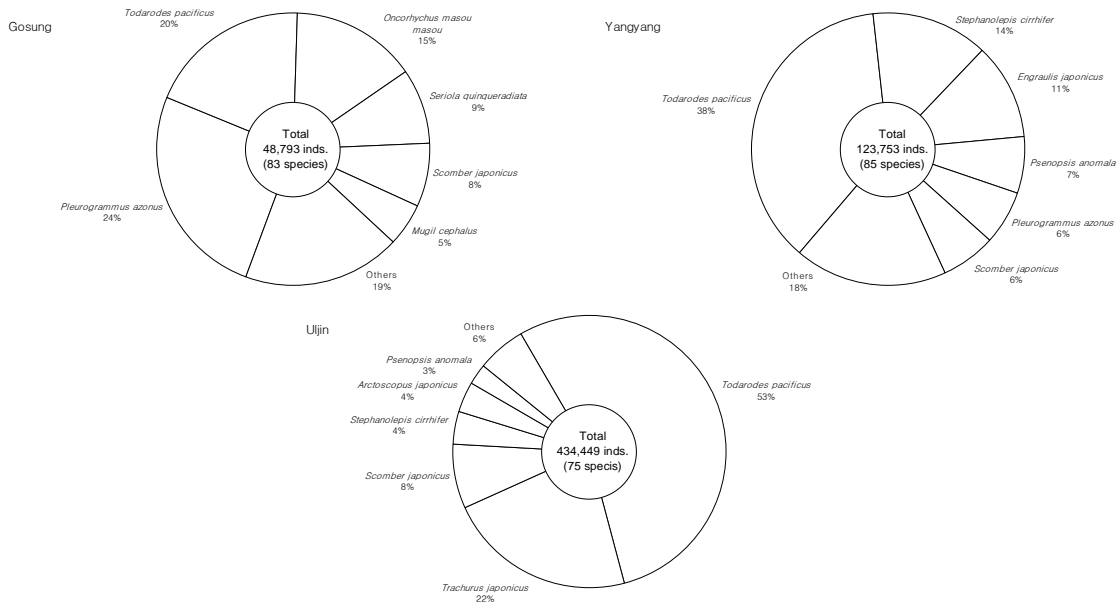 Gosung
Todarodes pacificus
20%
Oncorhychus masou
masou
15%
Seriola quinqueradiata
9%
Scomber japonicus
8%
Mugil cephalus
5%
Others
19%
Pleurogrammus azonus
24%
Total
48,793 inds.
(83 species)
Yangyang
Stephanolepis cirrhifer
14%
Engraulis japonicus
11%
Psenopsis anomala
7%
Pleurogrammus azonus
6%
Scomber japonicus
6%
Others
18%
Todarodes pacificus
38%
Total
123,753 inds.
(85 species)
Uljin
Others
6%
Psenopsis anomala
3%
Arctoscopus japonicus
4%
Stephanolepis cirrhifer
4%
Scomber japonicus
8%
Trachurus japonicus
22%
Todarodes pacificus
53%
Total
434,449 inds.
(75 specis)